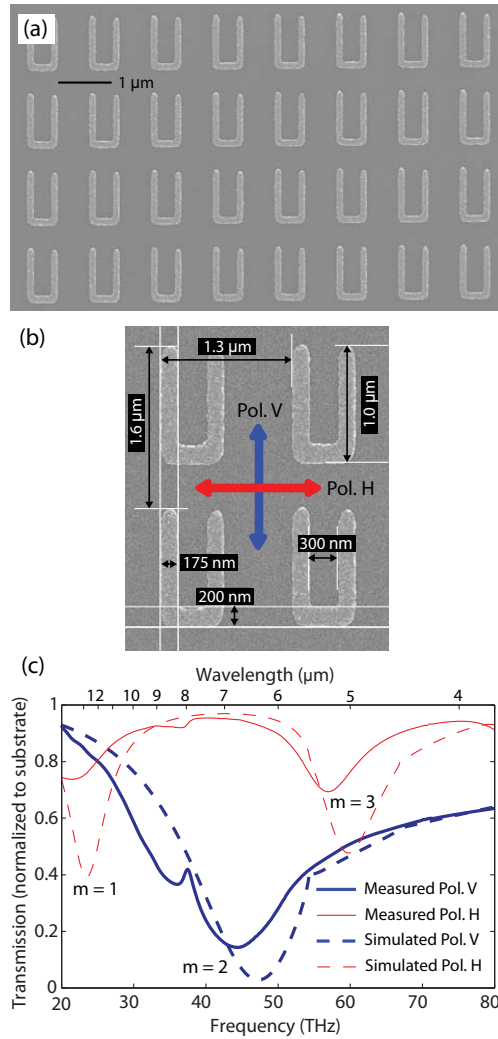 (a)
1 µm
(b)
1.3 µm
1.6 µm
Pol. V
1.0 µm
Pol. H
300 nm
175 nm
200 nm
(c)
Wavelength (µm)
12 10 9 8 7 6 5 4
1
0.8
0.6
0.4
0.2
0
Transmission (normalized to substrate)
m = 1
m = 2
m = 3
Measured Pol. V
Measured Pol. H
Simulated Pol. V
Simulated Pol. H
20 30 40 50 60 70 80
Frequency (THz)